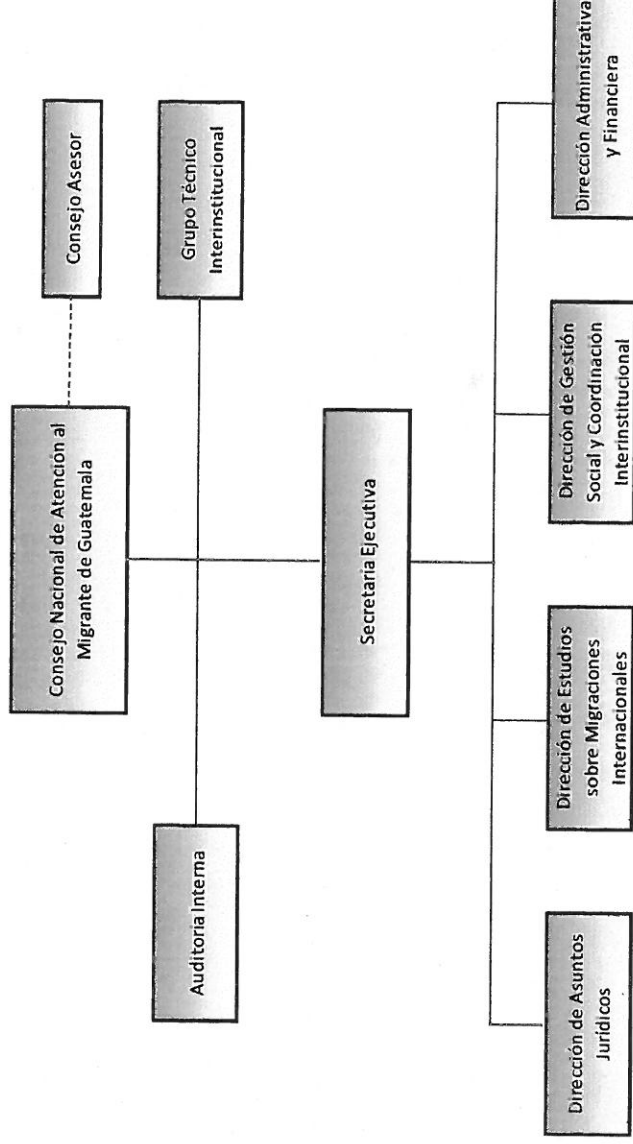 Consejo Nacional de Atención al
Migrante de Guatemala
Consejo Asesor
Auditoria Interna
Grupo Técnico
Interinstitucional
Secretaria Ejecutiva
Dirección de Asuntos
Jurídicos
Dirección de Estudios
sobre Migraciones
Internacionales
Dirección de Gestión
Social y Coordinación
Interinstitucional
Dirección Administrativa
y Financiera